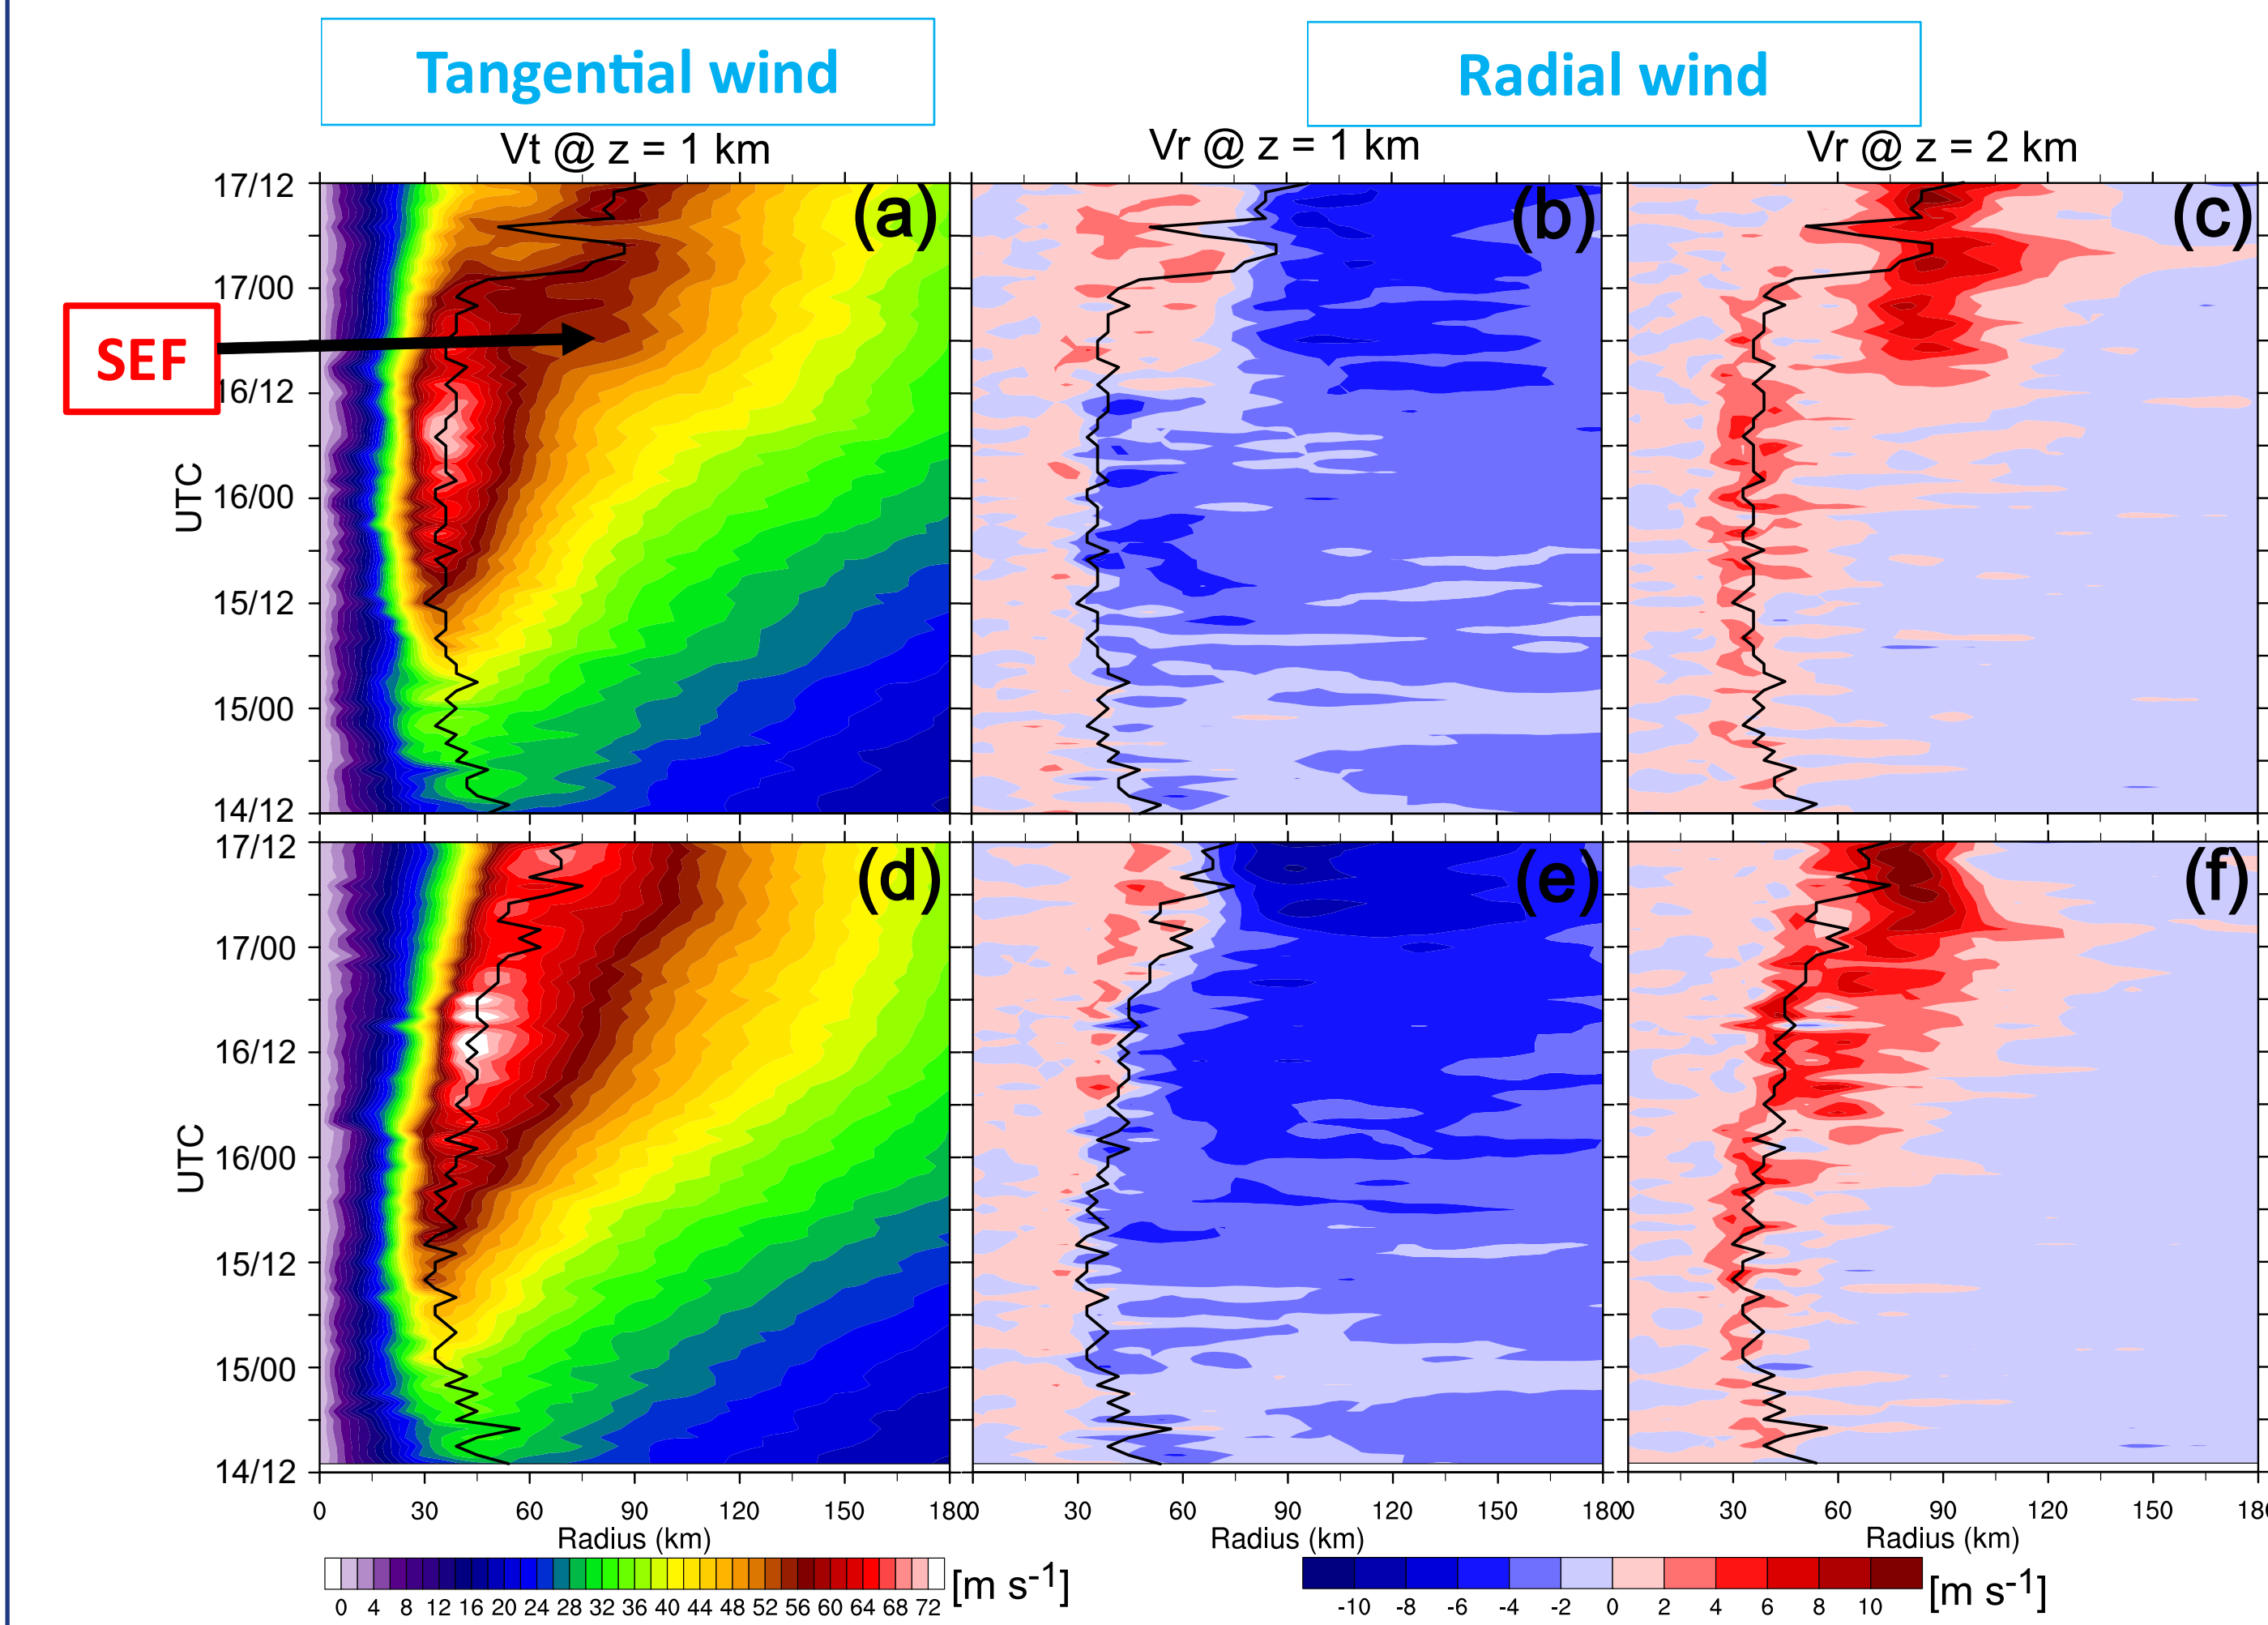 Tangential wind
Radial wind
Vt @ z = 1 km
Vr @ z = 1 km
Vr @ z = 2 km
17/12
17/00
16/12
16/00
15/12
15/00
14/12
UTC
SEF
(a)
(b)
(c)
17/12
17/00
16/12
16/00
15/12
15/00
14/12
UTC
(d)
(e)
(f)
0 30 60 90 120 150 180
0 30 60 90 120 150 180
0 30 60 90 120 150
Radius (km)
Radius (km)
Radius (km)
0 4 8 12 16 20 24 28 32 36 40 44 48 52 56 60 64 68 72
[m s-1]
-10 -8 -6 -4 -2 0 2 4 6 8 10
[m s-1]